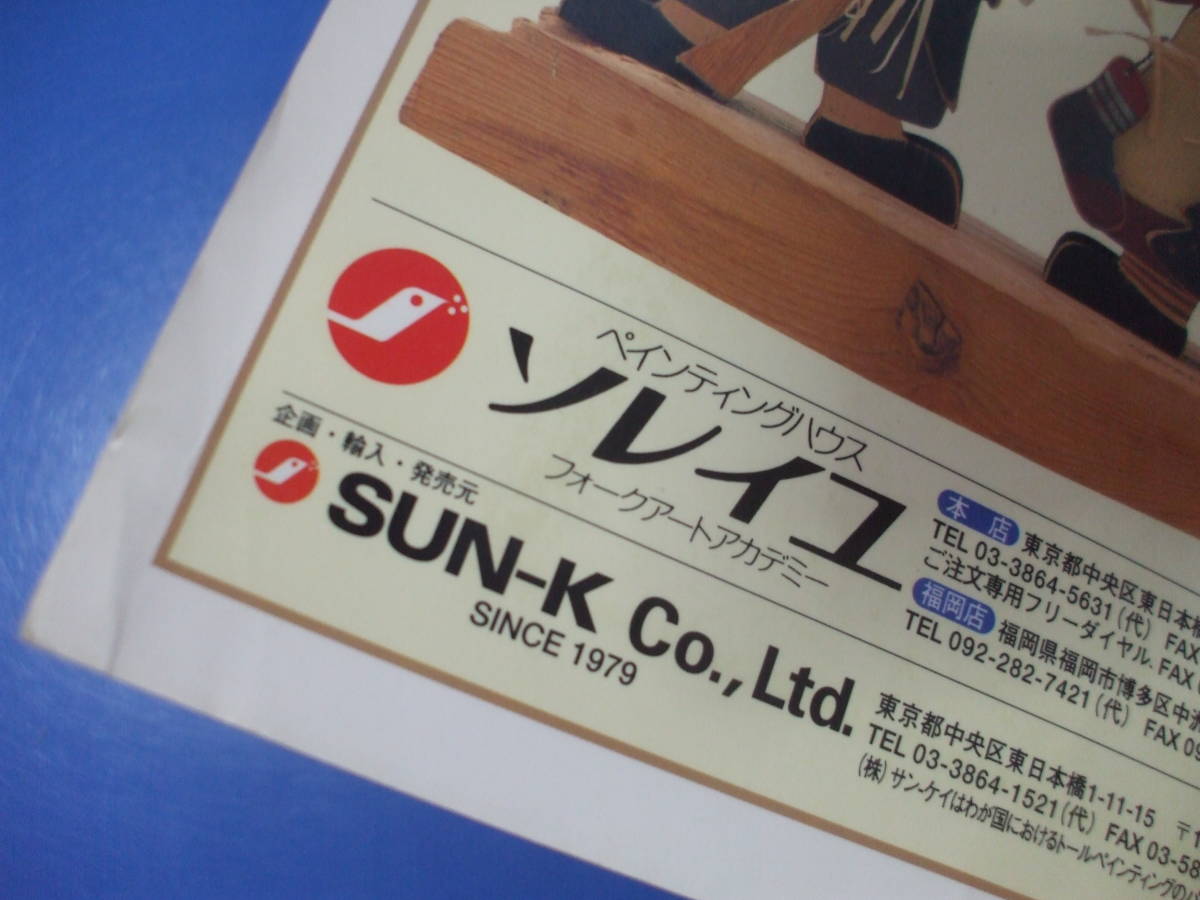 ペインティングハウス
ソレイユ
フォークアートアカデミー
本店 東京都中央区東日本橋
TEL 03-3864-5631(代) FAX
ご注文専用フリーダイヤル. FAX
福岡店 福岡県福岡市博多区中洲
TEL 092-282-7421(代) FAX 09
企画・輸入・発売元
SUN-K Co., Ltd.
SINCE 1979
東京都中央区東日本橋1-11-15 〒1
TEL 03-3864-1521(代) FAX 03-58
(株)サン-ケイはわが国におけるトールペインティングの